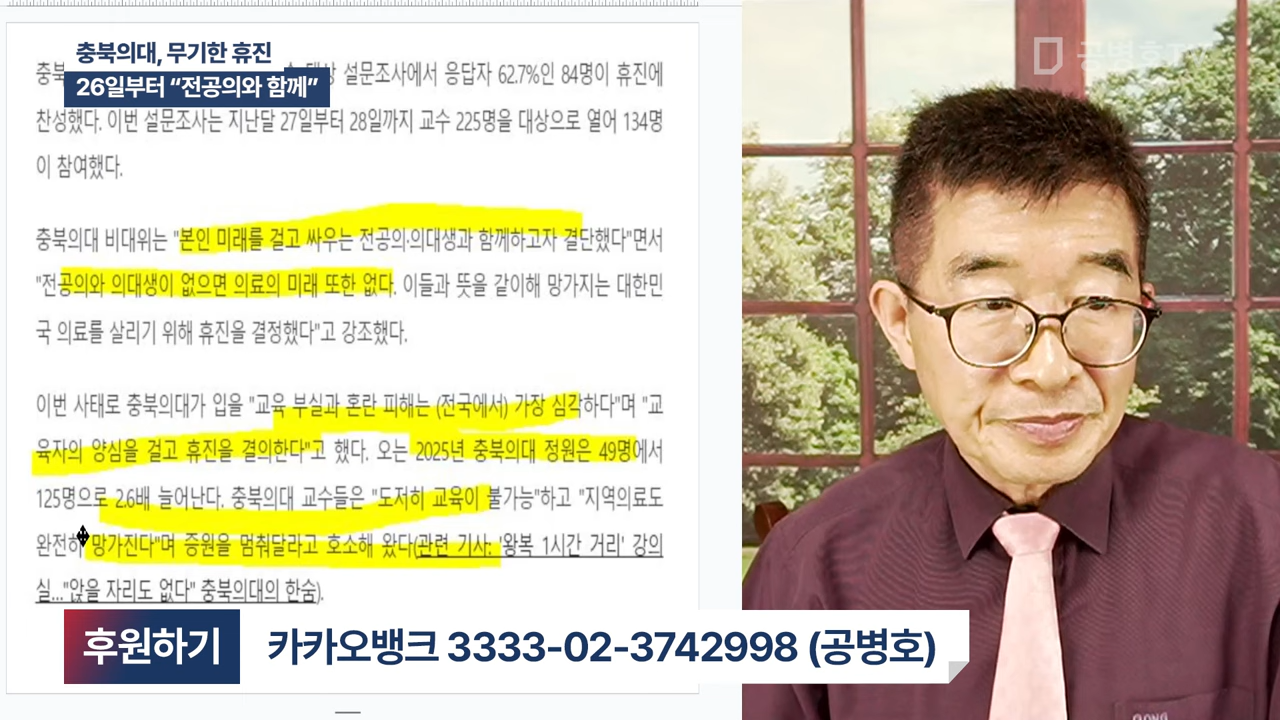 충북의대, 무기한 휴진
26일부터 “전공의와 함께”
충북 대상 설문조사에서 응답자 62.7%인 84명이 휴진에
찬성했다. 이번 설문조사는 지난달 27일부터 28일까지 교수 225명을 대상으로 열어 134명
이 참여했다.
충북의대 비대위는 "본인 미래를 걸고 싸우는 전공의·의대생과 함께하고자 결단했다"면서
"전공의와 의대생이 없으면 의료의 미래 또한 없다. 이들과 뜻을 같이해 망가지는 대한민
국 의료를 살리기 위해 휴진을 결정했다"고 강조했다.
이번 사태로 충북의대가 입을 "교육 부실과 혼란 피해는 (전국에서) 가장 심각하다"며 "교
육자의 양심을 걸고 휴진을 결의한다"고 했다. 오는 2025년 충북의대 정원은 49명에서
125명으로 2.6배 늘어난다. 충북의대 교수들은 "도저히 교육이 불가능"하고 "지역의료도
완전히 망가진다"며 증원을 멈춰달라고 호소해 왔다(관련 기사: '왕복 1시간 거리' 강의
실..."앉을 자리도 없다" 충북의대의 한숨).
공병호TV
후원하기
카카오뱅크 3333-02-3742998 (공병호)